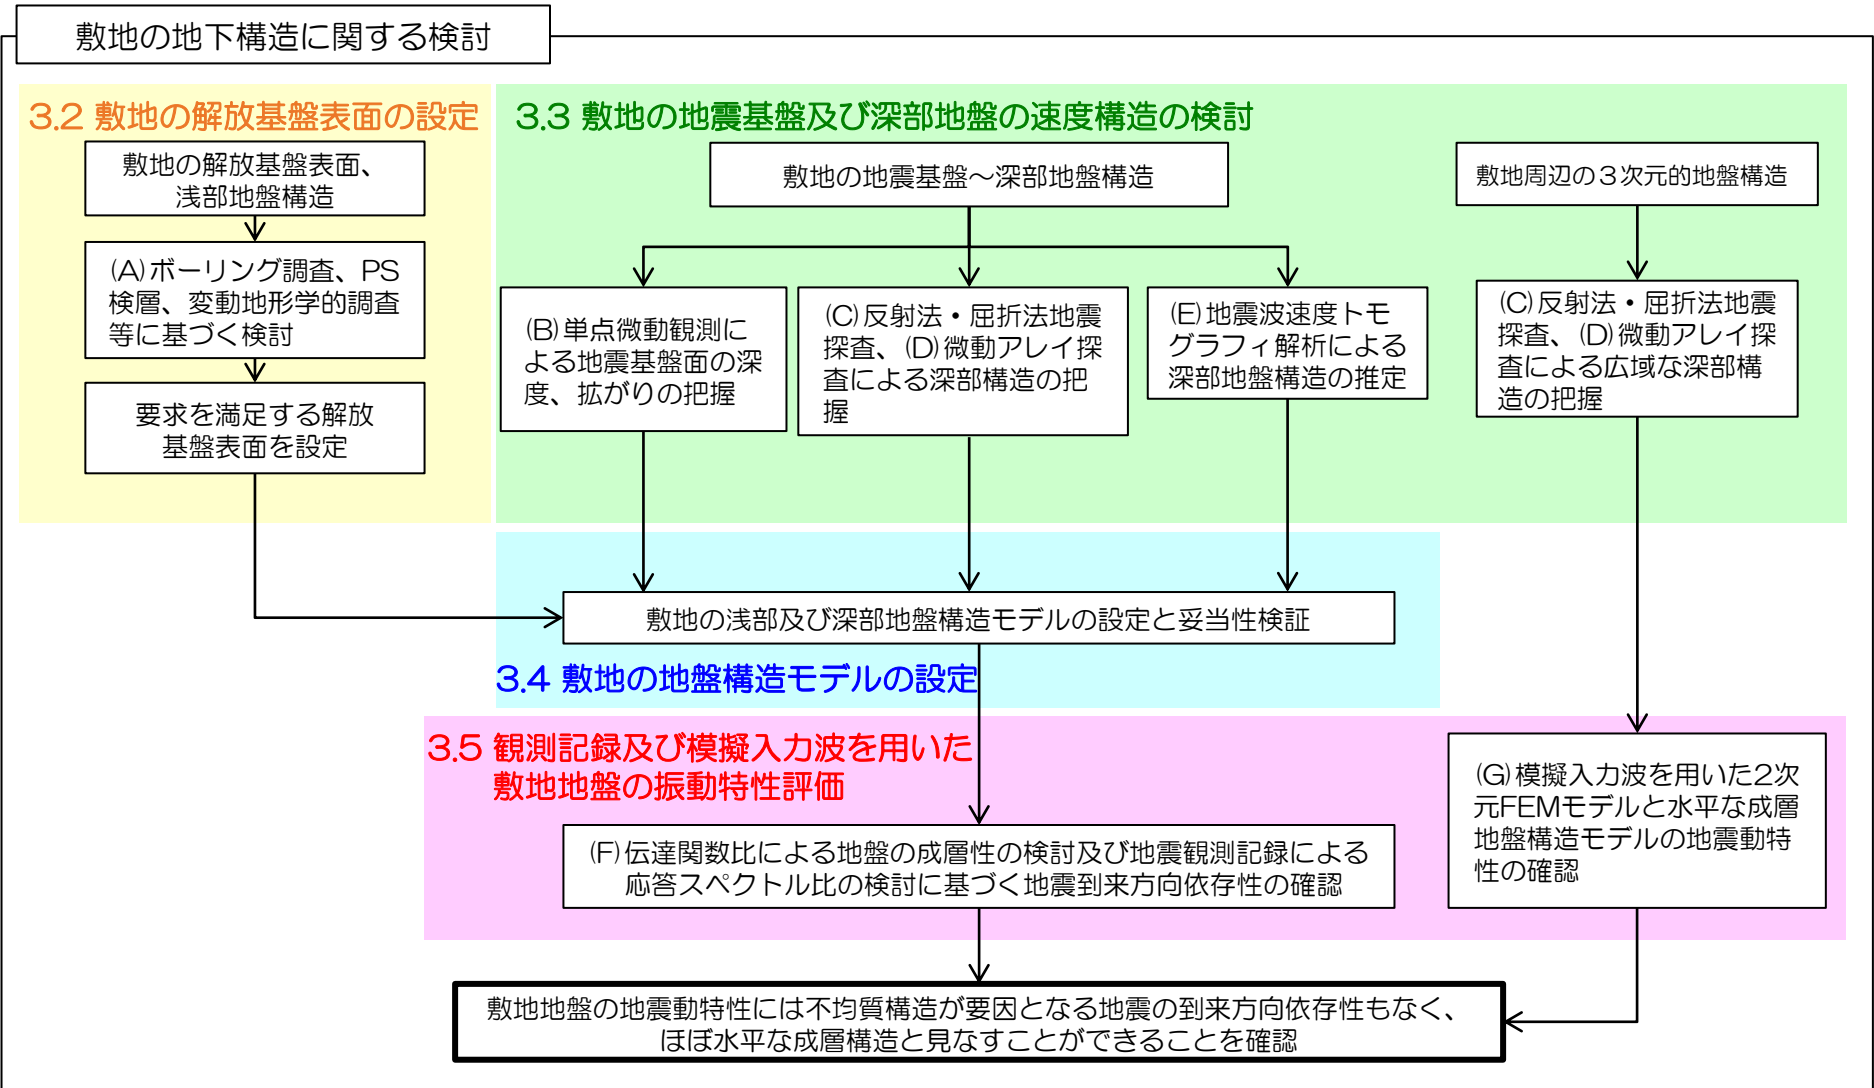 敷地の地下構造に関する検討
3.2 敷地の解放基盤表面の設定
敷地の解放基盤表面、
浅部地盤構造
(A)ボーリング調査、PS
検層、変動地形学的調査
等に基づく検討
要求を満足する解放
基盤表面を設定
3.3 敷地の地震基盤及び深部地盤の速度構造の検討
敷地の地震基盤～深部地盤構造
(B)単点微動観測に
よる地震基盤面の深
度、拡がりの把握
(C)反射法・屈折法地震
探査、(D)微動アレイ探
査による深部構造の把
握
(E)地震波速度トモ
グラフィ解析による
深部地盤構造の推定
敷地周辺の３次元的地盤構造
(C)反射法・屈折法地震
探査、(D)微動アレイ探
査による広域な深部構
造の把握
敷地の浅部及び深部地盤構造モデルの設定と妥当性検証
3.4 敷地の地盤構造モデルの設定
3.5 観測記録及び模擬入力波を用いた
敷地地盤の振動特性評価
(F)伝達関数比による地盤の成層性の検討及び地震観測記録による
応答スペクトル比の検討に基づく地震到来方向依存性の確認
(G)模擬入力波を用いた2次
元FEMモデルと水平な成層
地盤構造モデルの地震動特
性の確認
敷地地盤の地震動特性には不均質構造が要因となる地震の到来方向依存性もなく、
ほぼ水平な成層構造と見なすことができることを確認